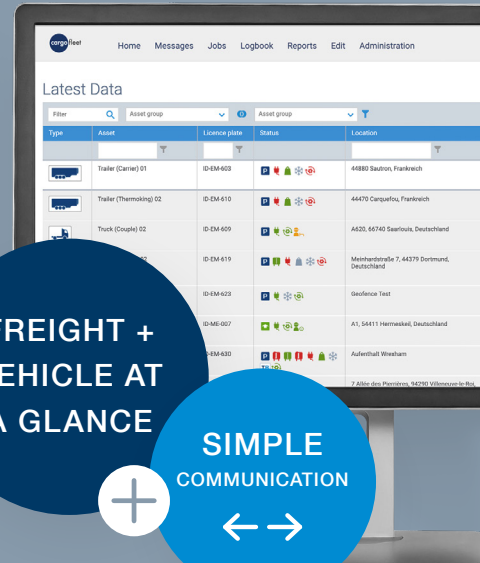 cargofleet
Home Messages Jobs Logbook Reports Edit Administration
Latest Data
Filter Asset group Asset group
Type Asset Licence plate Status Location
Trailer (Carrier) 01 ID-EM-603 P 44880 Sautron, Frankreich
Trailer (Thermoking) 02 ID-EM-610 P 44470 Carquefou, Frankreich
Truck (Couple) 02 ID-EM-609 P A620, 66740 Saarlouis, Deutschland
02 ID-EM-619 P Meinhardstraße 7, 44379 Dortmund,
Deutschland
ID-EM-623 P Geofence Test
ID-ME-007 A1, 54411 Hermeskeil, Deutschland
-EM-630 P Aufenthalt Wrexham
7 Allée des Pierrières, 94290 Villeneuve-le-Roi,
FREIGHT +
VEHICLE AT
A GLANCE
SIMPLE
COMMUNICATION